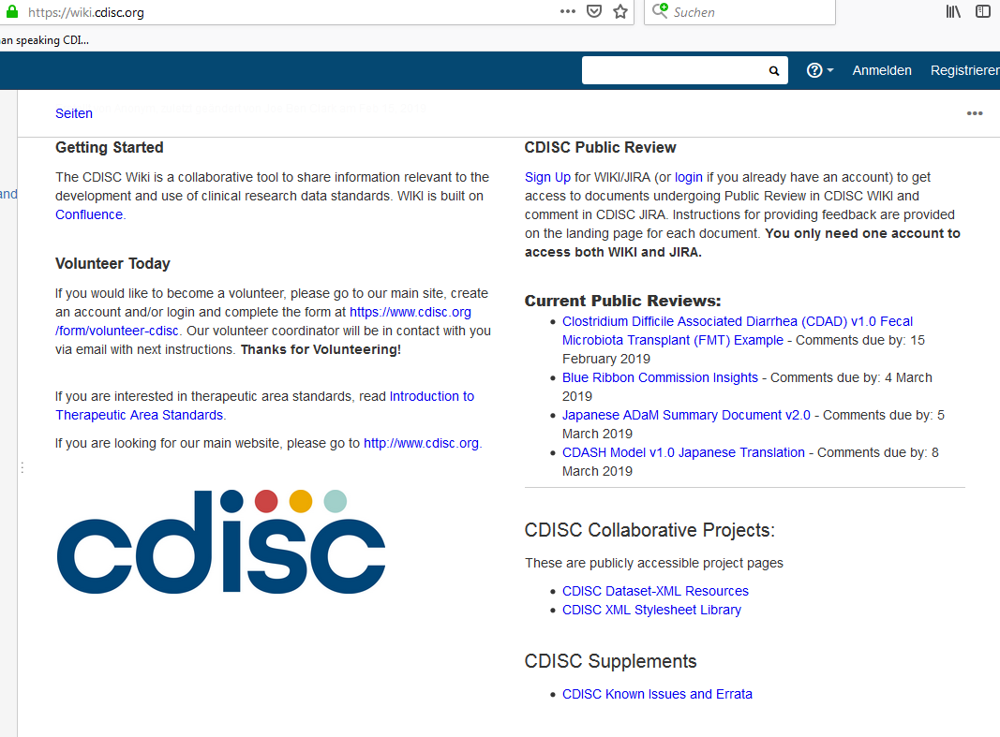 https://wiki.cdisc.org
Suchen
an speaking CDI...
Anmelden
Registrieren
Seiten
and
Getting Started
The CDISC Wiki is a collaborative tool to share information relevant to the
development and use of clinical research data standards. WIKI is built on
Confluence.
Volunteer Today
If you would like to become a volunteer, please go to our main site, create
an account and/or login and complete the form at https://www.cdisc.org
/form/volunteer-cdisc. Our volunteer coordinator will be in contact with you
via email with next instructions. Thanks for Volunteering!
If you are interested in therapeutic area standards, read Introduction to
Therapeutic Area Standards.
If you are looking for our main website, please go to http://www.cdisc.org.
cdisc
CDISC Public Review
Sign Up for WIKI/JIRA (or login if you already have an account) to get
access to documents undergoing Public Review in CDISC WIKI and
comment in CDISC JIRA. Instructions for providing feedback are provided
on the landing page for each document. You only need one account to
access both WIKI and JIRA.
Current Public Reviews:
Clostridium Difficile Associated Diarrhea (CDAD) v1.0 Fecal
Microbiota Transplant (FMT) Example - Comments due by: 15
February 2019
Blue Ribbon Commission Insights - Comments due by: 4 March
2019
Japanese ADaM Summary Document v2.0 - Comments due by: 5
March 2019
CDASH Model v1.0 Japanese Translation - Comments due by: 8
March 2019
CDISC Collaborative Projects:
These are publicly accessible project pages
CDISC Dataset-XML Resources
CDISC XML Stylesheet Library
CDISC Supplements
CDISC Known Issues and Errata